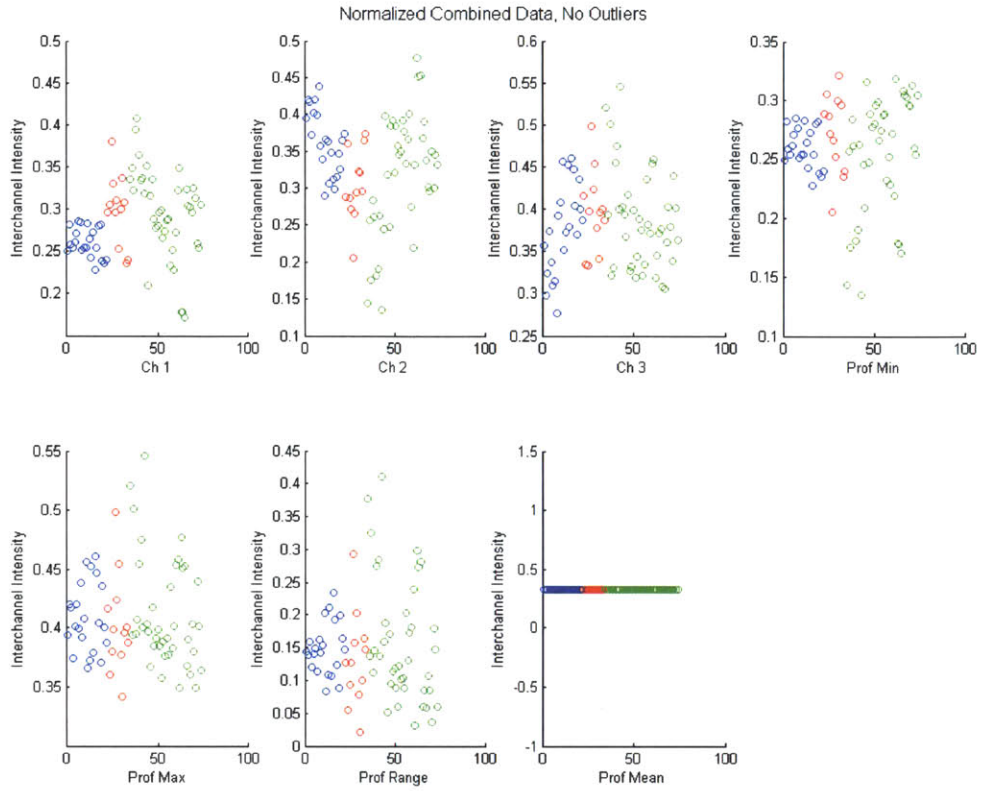 Normalized Combined Data, No Outliers
Interchannel Intensity
0.5
0.45
0.4
0.35
0.3
0.25
0.2
0 50 100
Ch 1
Interchannel Intensity
0.5
0.45
0.4
0.35
0.3
0.25
0.2
0.15
0.1
0 50 100
Ch 2
Interchannel Intensity
0.6
0.55
0.5
0.45
0.4
0.35
0.3
0.25
0 50 100
Ch 3
Interchannel Intensity
0.35
0.3
0.25
0.2
0.15
0.1
0 50 100
Prof Min
Interchannel Intensity
0.55
0.5
0.45
0.4
0.35
0 50 100
Prof Max
Interchannel Intensity
0.45
0.4
0.35
0.3
0.25
0.2
0.15
0.1
0.05
0
0 50 100
Prof Range
Interchannel Intensity
1.5
1
0.5
0
-0.5
-1
0 50 100
Prof Mean